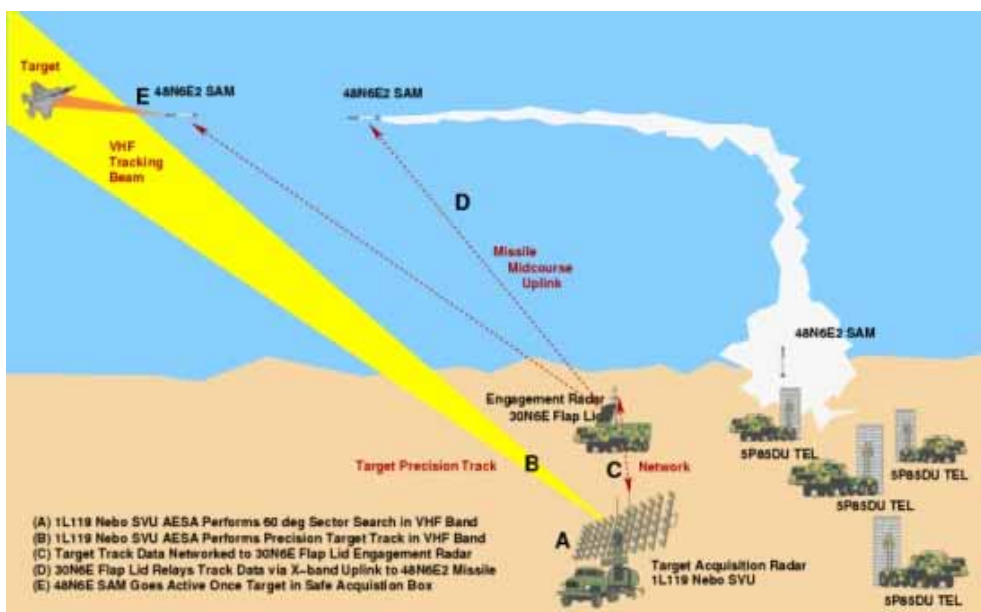 Target
E
48N6E2 SAM
48N6E2 SAM
VHF
Tracking
Beam
D
Missile
Midcourse
Uplink
48N6E2 SAM
Engagement Radar
30N6E Flap Lid
5P85DU TEL
5P85DU TEL
5P85DU TEL
Target Precision Track
B
C
Network
(A) 1L119 Nebo SVU AESA Performs 60 deg Sector Search in VHF Band
(B) 1L119 Nebo SVU AESA Performs Precision Target Track in VHF Band
(C) Target Track Data Networked to 30N6E Flap Lid Engagement Radar
(D) 30N6E Flap Lid Relays Track Data via X-band Uplink to 48N6E2 Missile
(E) 48N6E SAM Goes Active Once Target in Safe Acquistion Box
A
Target Acquisition Radar
1L119 Nebo SVU
5P85DU TEL